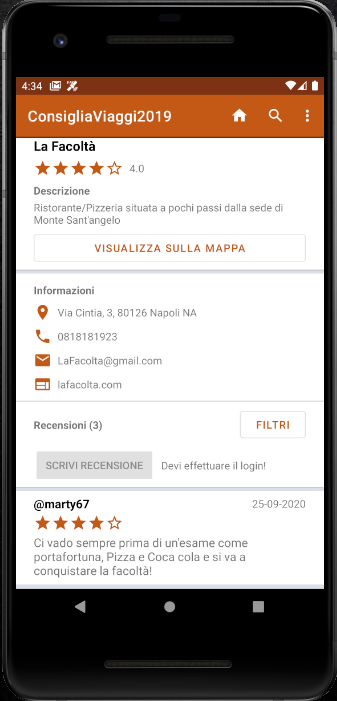 4:34
ConsigliaViaggi2019
La Facoltà
4.0
Descrizione
Ristorante/Pizzeria situata a pochi passi dalla sede di
Monte Sant'angelo
VISUALIZZA SULLA MAPPA
Informazioni
Via Cintia, 3, 80126 Napoli NA
0818181923
LaFacolta@gmail.com
lafacolta.com
Recensioni (3)
FILTRI
SCRIVI RECENSIONE
Devi effettuare il login!
@marty67
25-09-2020
Ci vado sempre prima di un'esame come
portafortuna, Pizza e Coca cola e si va a
conquistare la facoltà!